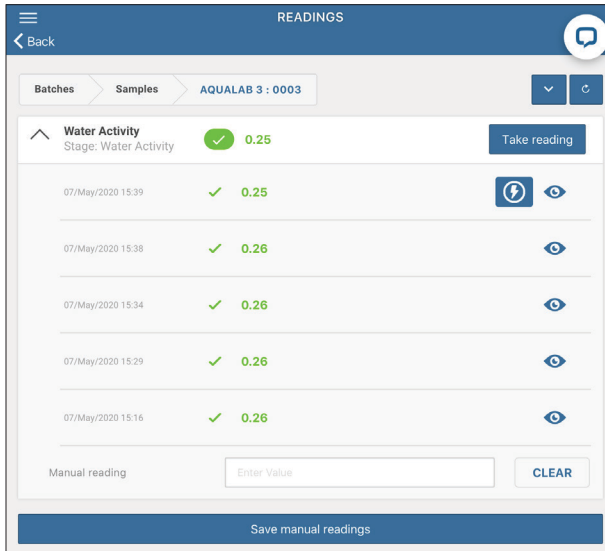 READINGS
Back
Batches Samples AQUALAB 3 : 0003
Water Activity
Stage: Water Activity
0.25
Take reading
07/May/2020 15:39 0.25
07/May/2020 15:38 0.26
07/May/2020 15:34 0.26
07/May/2020 15:29 0.26
07/May/2020 15:16 0.26
Manual reading Enter Value CLEAR
Save manual readings